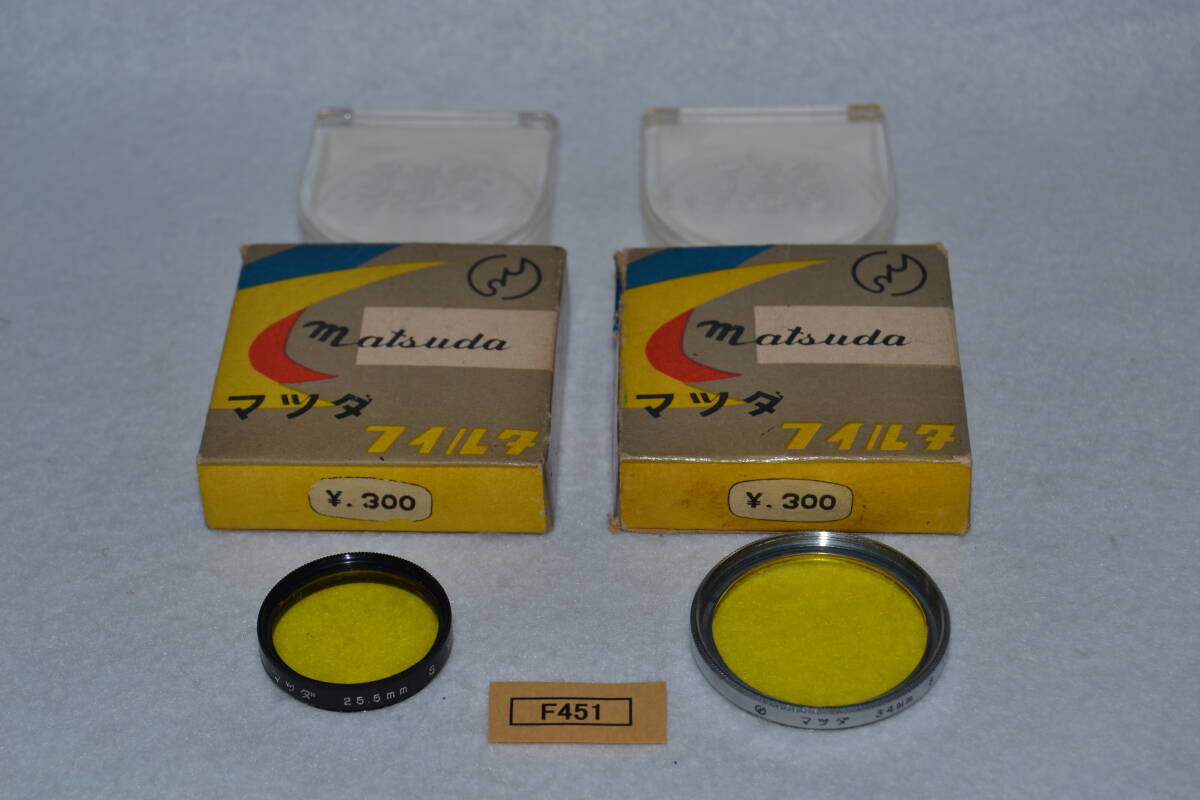 matsuda
マツダ
フイルタ
¥.300
matsuda
マツダ
フイルタ
¥.300
マツダ 25.5mm S
F451
マツダ 34mm